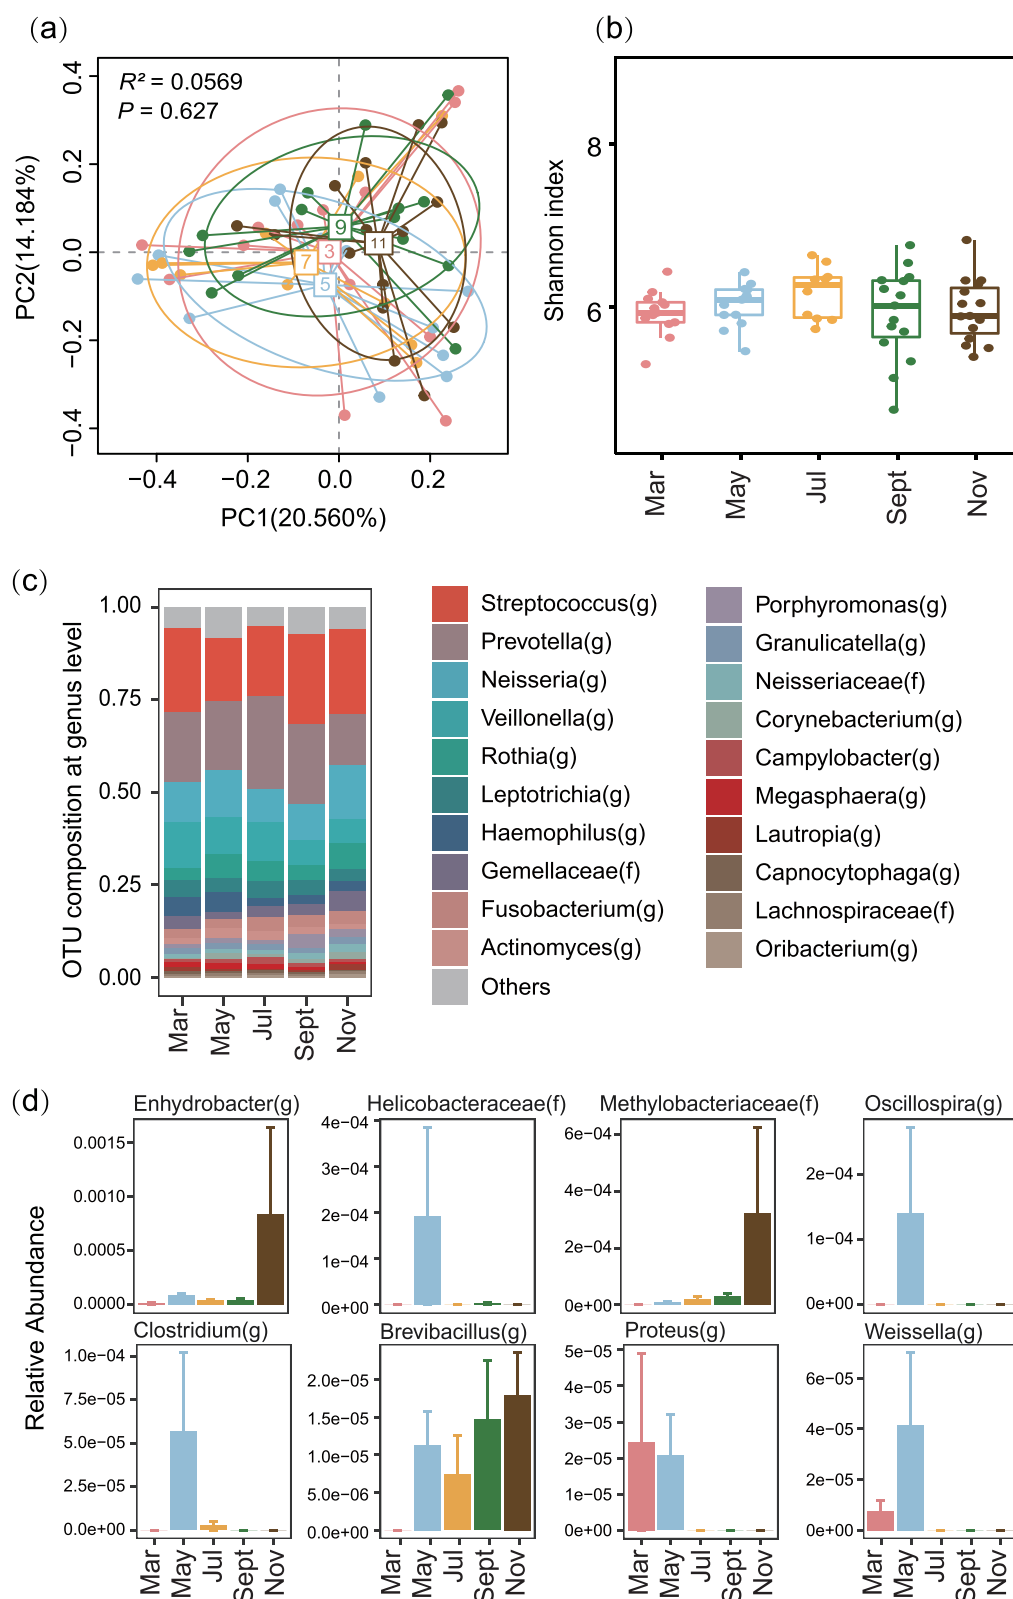 (a)
R² = 0.0569
P = 0.627
PC2(14.184%)
0.4
0.2
0.0
−0.2
−0.4
9
11
3
7
5
−0.4
−0.2
0.0
0.2
PC1(20.560%)
(b)
Shannon index
8
6
Mar
May
Jul
Sept
Nov
(c)
OTU composition at genus level
1.00
0.75
0.50
0.25
0.00
Mar
May
Jul
Sept
Nov
Streptococcus(g)
Prevotella(g)
Neisseria(g)
Veillonella(g)
Rothia(g)
Leptotrichia(g)
Haemophilus(g)
Gemellaceae(f)
Fusobacterium(g)
Actinomyces(g)
Others
Porphyromonas(g)
Granulicatella(g)
Neisseriaceae(f)
Corynebacterium(g)
Campylobacter(g)
Megasphaera(g)
Lautropia(g)
Capnocytophaga(g)
Lachnospiraceae(f)
Oribacterium(g)
(d)
Relative Abundance
Enhydrobacter(g)
0.0015
0.0010
0.0005
0.0000
Helicobacteraceae(f)
4e−04
3e−04
2e−04
1e−04
0e+00
Methylobacteriaceae(f)
6e−04
4e−04
2e−04
0e+00
Oscillospira(g)
2e−04
1e−04
0e+00
Clostridium(g)
1.0e−04
7.5e−05
5.0e−05
2.5e−05
0.0e+00
Mar
May
Jul
Sept
Nov
Brevibacillus(g)
2.0e−05
1.5e−05
1.0e−05
5.0e−06
0.0e+00
Mar
May
Jul
Sept
Nov
Proteus(g)
5e−05
4e−05
3e−05
2e−05
1e−05
0e+00
Mar
May
Jul
Sept
Nov
Weissella(g)
6e−05
4e−05
2e−05
0e+00
Mar
May
Jul
Sept
Nov